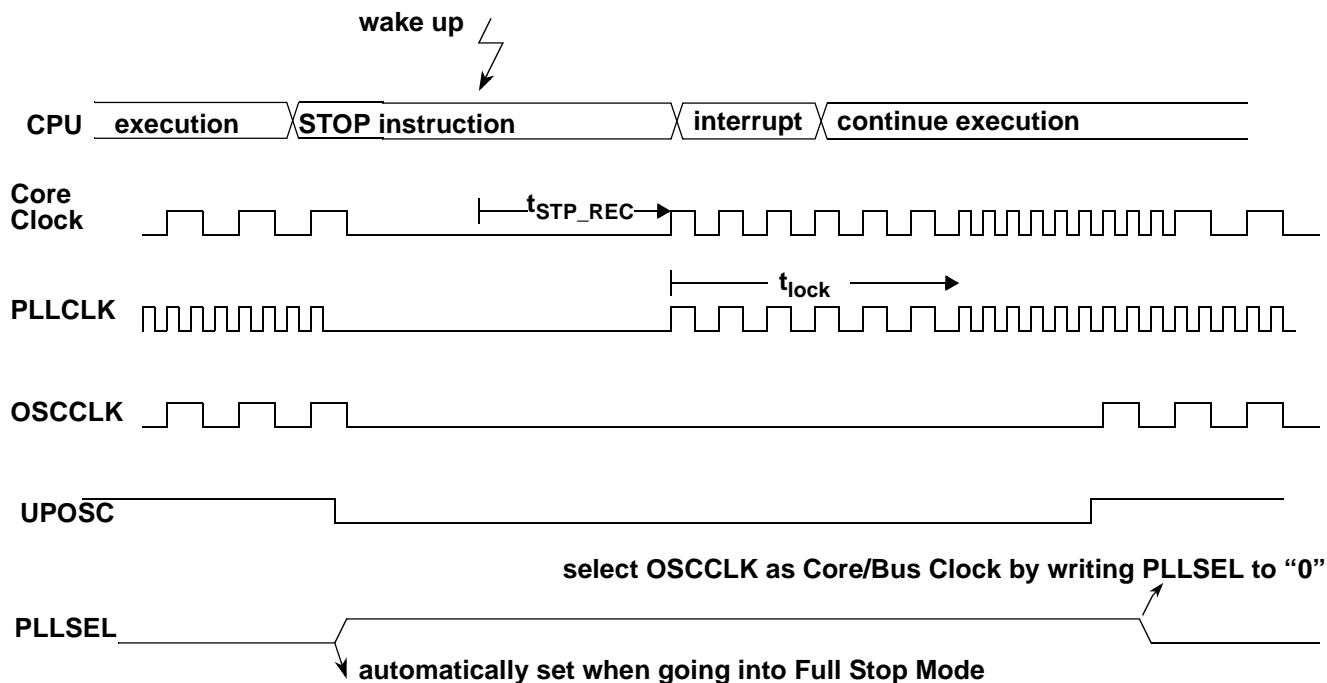 wake up
CPU execution STOP instruction interrupt continue execution
Core
Clock
tSTP_REC
tlock
PLLCLK
OSCCLK
UPOSC
select OSCCLK as Core/Bus Clock by writing PLLSEL to “0”
PLLSEL
automatically set when going into Full Stop Mode